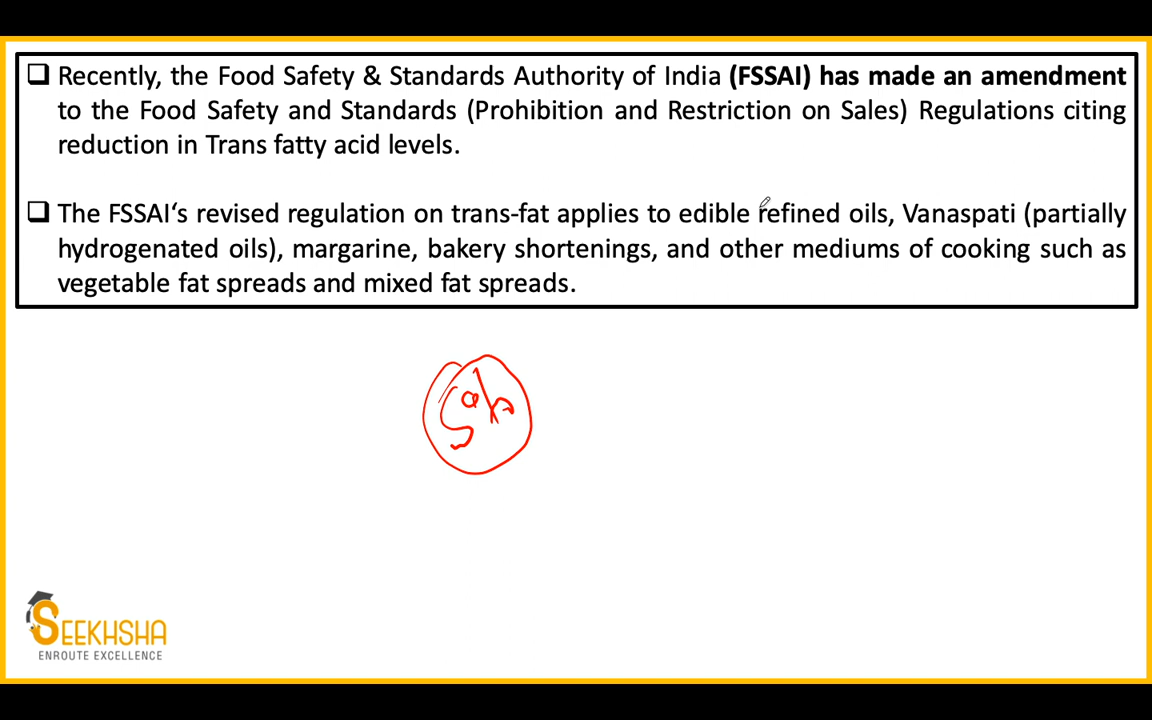 ❑ Recently, the Food Safety & Standards Authority of India (FSSAI) has made an amendment
to the Food Safety and Standards (Prohibition and Restriction on Sales) Regulations citing
reduction in Trans fatty acid levels.
❑ The FSSAI‘s revised regulation on trans-fat applies to edible refined oils, Vanaspati (partially
hydrogenated oils), margarine, bakery shortenings, and other mediums of cooking such as
vegetable fat spreads and mixed fat spreads.
SEEKHSHA
ENROUTE EXCELLENCE